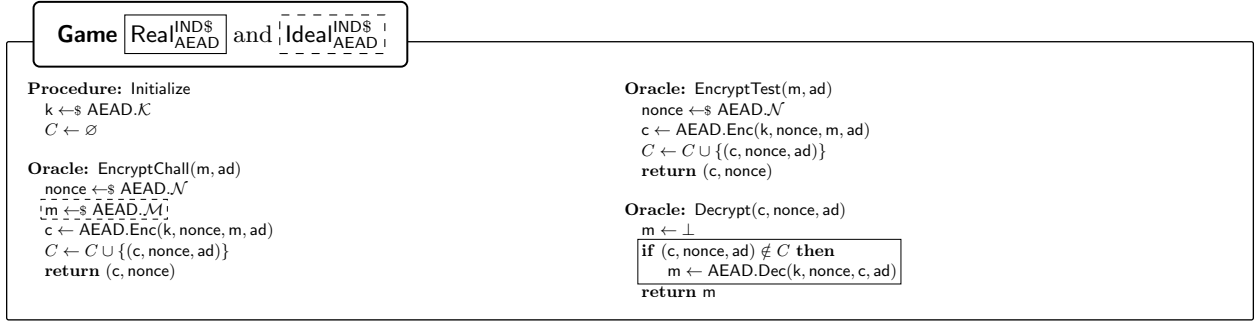 Game Real^{IND$}_{AEAD} and Ideal^{IND$}_{AEAD}
Procedure: Initialize
k ←$ AEAD.𝒦
C ← ∅
Oracle: EncryptChall(m, ad)
nonce ←$ AEAD.𝒩
m ←$ AEAD.ℳ
c ← AEAD.Enc(k, nonce, m, ad)
C ← C ∪ {(c, nonce, ad)}
return (c, nonce)
Oracle: EncryptTest(m, ad)
nonce ←$ AEAD.𝒩
c ← AEAD.Enc(k, nonce, m, ad)
C ← C ∪ {(c, nonce, ad)}
return (c, nonce)
Oracle: Decrypt(c, nonce, ad)
m ← ⊥
if (c, nonce, ad) ∉ C then
m ← AEAD.Dec(k, nonce, c, ad)
return m